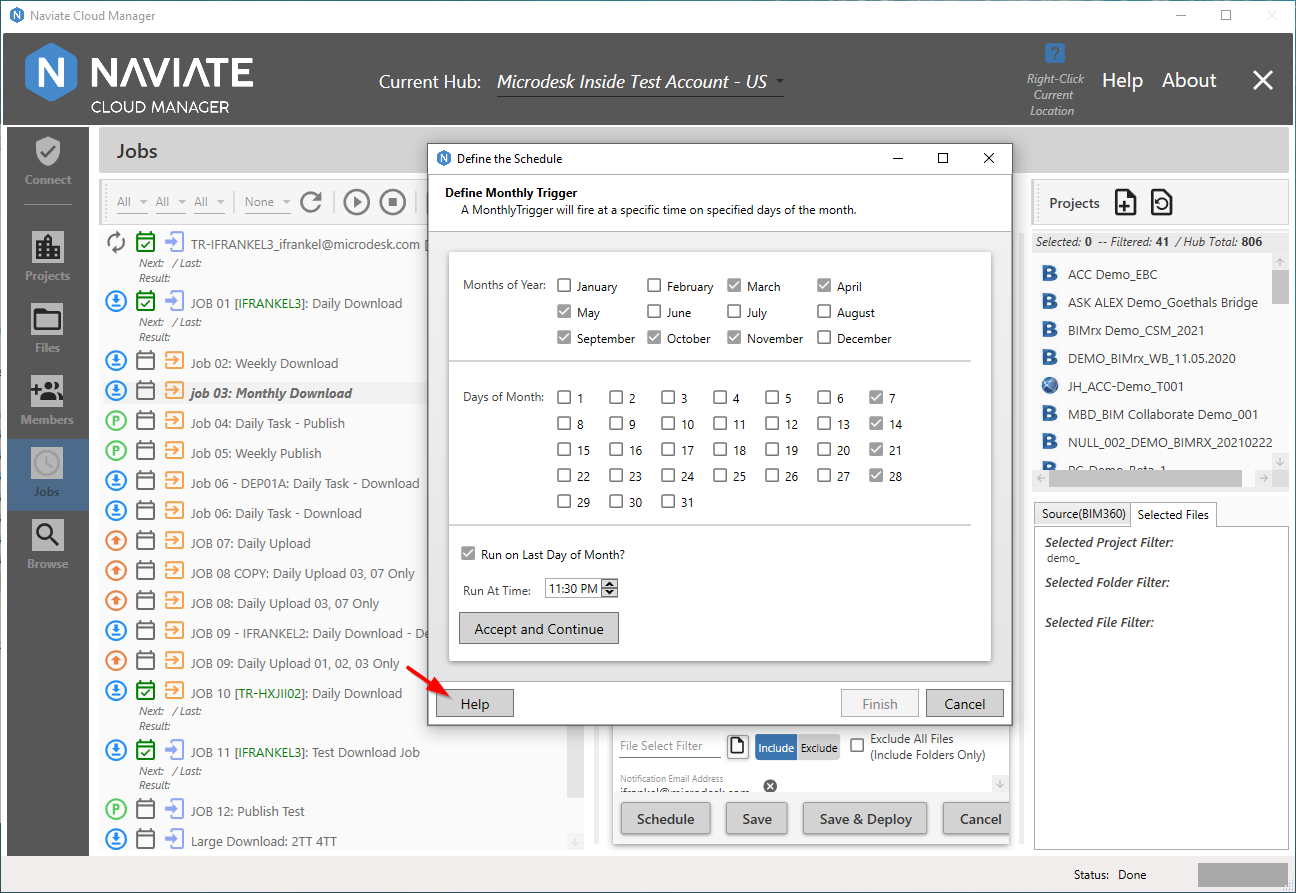 Naviate Cloud Manager
NAVIATE
CLOUD MANAGER
Current Hub: Microdesk Inside Test Account - US
?
Right-Click
Current
Location
Help
About
Connect
Projects
Files
Members
Jobs
Browse
Jobs
All All All None
TR-IFRANKEL3_ifrankel@microdesk.com
Next: / Last:
Result:
JOB 01 [IFRANKEL3]: Daily Download
Next: / Last:
Result:
Job 02: Weekly Download
job 03: Monthly Download
Job 04: Daily Task - Publish
Job 05: Weekly Publish
Job 06 - DEP01A: Daily Task - Download
Job 06: Daily Task - Download
JOB 07: Daily Upload
JOB 08 COPY: Daily Upload 03, 07 Only
JOB 08: Daily Upload 03, 07 Only
JOB 09 - IFRANKEL2: Daily Download - De
JOB 09: Daily Upload 01, 02, 03 Only
JOB 10 [TR-HXJII02]: Daily Download
Next: / Last:
Result:
JOB 11 [IFRANKEL3]: Test Download Job
Next: / Last:
Result:
JOB 12: Publish Test
Large Download: 2TT 4TT
Define the Schedule
Define Monthly Trigger
A MonthlyTrigger will fire at a specific time on specified days of the month.
Months of Year: January February March April
May June July August
September October November December
Days of Month: 1 2 3 4 5 6 7
8 9 10 11 12 13 14
15 16 17 18 19 20 21
22 23 24 25 26 27 28
29 30 31
Run on Last Day of Month?
Run At Time: 11:30 PM
Accept and Continue
Help Finish Cancel
File Select Filter Include Exclude Exclude All Files
(Include Folders Only)
Notification Email Address
ifrankel@microdesk.com
Schedule Save Save & Deploy Cancel
Projects
Selected: 0 -- Filtered: 41 / Hub Total: 806
ACC Demo_EBC
ASK ALEX Demo_Goethals Bridge
BIMrx Demo_CSM_2021
DEMO_BIMrx_WB_11.05.2020
JH_ACC-Demo_T001
MBD_BIM Collaborate Demo_001
NULL_002_DEMO_BIMRX_20210222
PG Demo_Beta_1
Source(BIM360) Selected Files
Selected Project Filter:
demo_
Selected Folder Filter:
Selected File Filter:
Status: Done